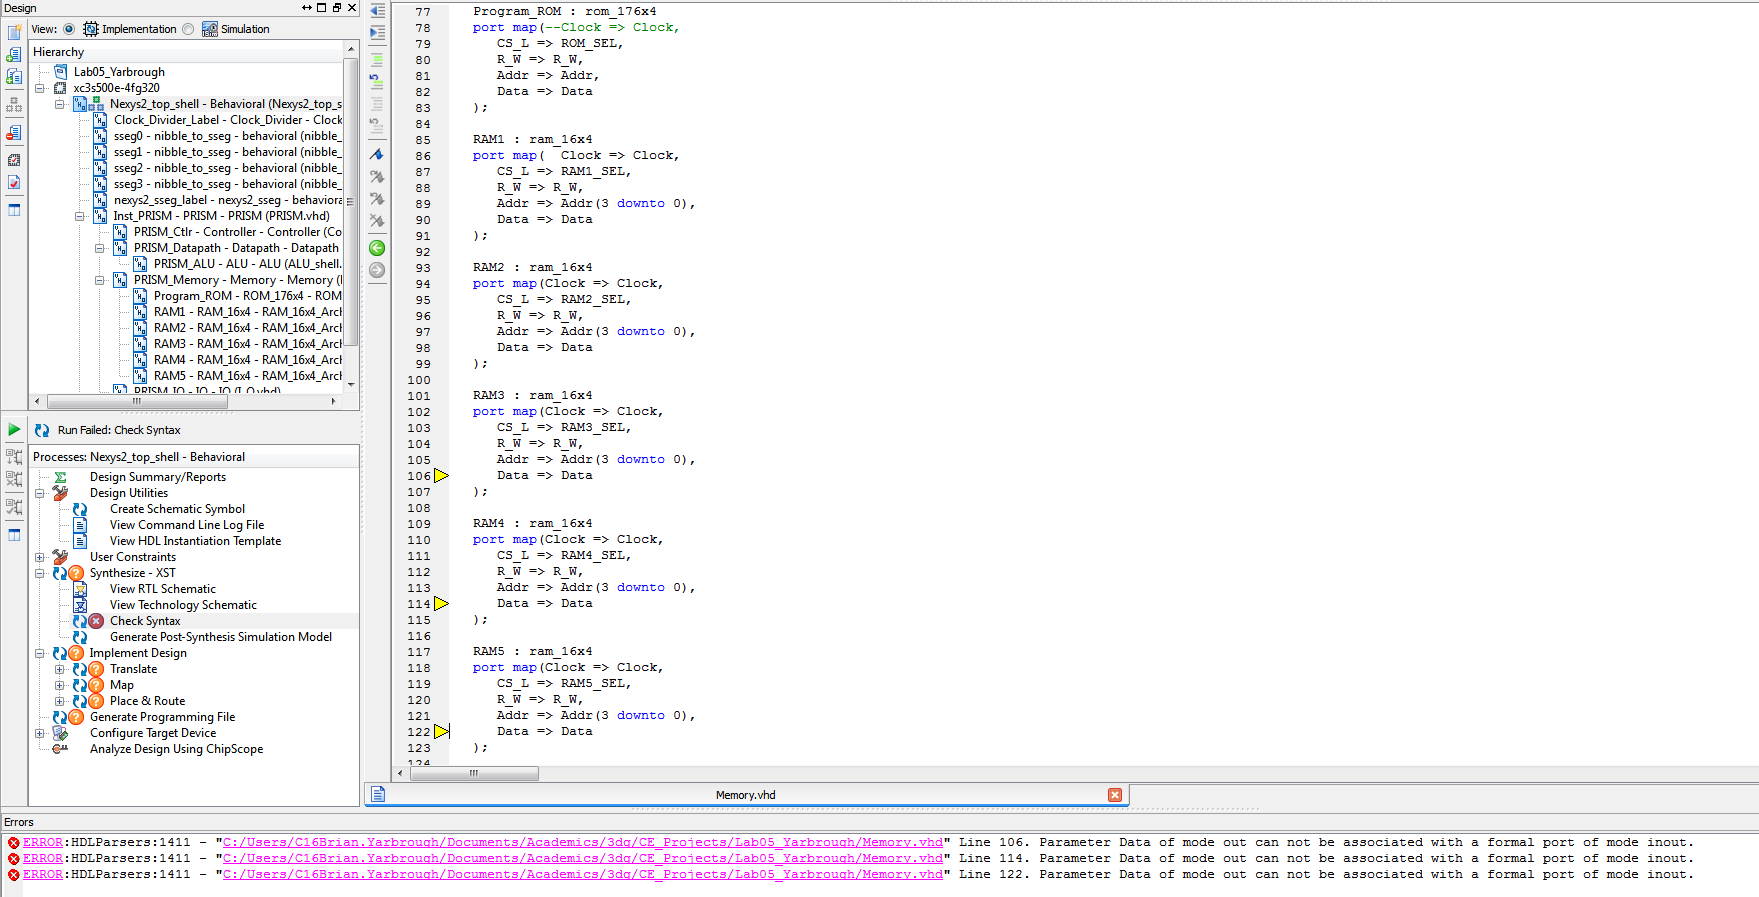 Design
View: Implementation Simulation
Hierarchy
Lab05_Yarbrough
xc3s500e-4fg320
Nexys2_top_shell - Behavioral (Nexys2_top_s
Clock_Divider_Label - Clock_Divider - Clock
sseg0 - nibble_to_sseg - behavioral (nibble_
sseg1 - nibble_to_sseg - behavioral (nibble_
sseg2 - nibble_to_sseg - behavioral (nibble_
sseg3 - nibble_to_sseg - behavioral (nibble_
nexys2_sseg_label - nexys2_sseg - behaviora
Inst_PRISM - PRISM - PRISM (PRISM.vhd)
PRISM_Ctlr - Controller - Controller (Co
PRISM_Datapath - Datapath - Datapath
PRISM_ALU - ALU - ALU (ALU_shell.
PRISM_Memory - Memory - Memory (
Program_ROM - ROM_176x4 - ROM
RAM1 - RAM_16x4 - RAM_16x4_Arch
RAM2 - RAM_16x4 - RAM_16x4_Arch
RAM3 - RAM_16x4 - RAM_16x4_Arch
RAM4 - RAM_16x4 - RAM_16x4_Arch
RAM5 - RAM_16x4 - RAM_16x4_Arch
PRISM_IO - IO - IO (I_O.vhd)
Run Failed: Check Syntax
Processes: Nexys2_top_shell - Behavioral
Design Summary/Reports
Design Utilities
Create Schematic Symbol
View Command Line Log File
View HDL Instantiation Template
User Constraints
Synthesize - XST
View RTL Schematic
View Technology Schematic
Check Syntax
Generate Post-Synthesis Simulation Model
Implement Design
Translate
Map
Place & Route
Generate Programming File
Configure Target Device
Analyze Design Using ChipScope
77 Program_ROM : rom_176x4
78 port map(--Clock => Clock,
79 CS_L => ROM_SEL,
80 R_W => R_W,
81 Addr => Addr,
82 Data => Data
83 );
84
85 RAM1 : ram_16x4
86 port map( Clock => Clock,
87 CS_L => RAM1_SEL,
88 R_W => R_W,
89 Addr => Addr(3 downto 0),
90 Data => Data
91 );
92
93 RAM2 : ram_16x4
94 port map(Clock => Clock,
95 CS_L => RAM2_SEL,
96 R_W => R_W,
97 Addr => Addr(3 downto 0),
98 Data => Data
99 );
100
101 RAM3 : ram_16x4
102 port map(Clock => Clock,
103 CS_L => RAM3_SEL,
104 R_W => R_W,
105 Addr => Addr(3 downto 0),
106 Data => Data
107 );
108
109 RAM4 : ram_16x4
110 port map(Clock => Clock,
111 CS_L => RAM4_SEL,
112 R_W => R_W,
113 Addr => Addr(3 downto 0),
114 Data => Data
115 );
116
117 RAM5 : ram_16x4
118 port map(Clock => Clock,
119 CS_L => RAM5_SEL,
120 R_W => R_W,
121 Addr => Addr(3 downto 0),
122 Data => Data
123 );
124
Memory.vhd
Errors
ERROR:HDLParsers:1411 - "C:/Users/C16Brian.Yarbrough/Documents/Academics/3dg/CE_Projects/Lab05_Yarbrough/Memory.vhd" Line 106. Parameter Data of mode out can not be associated with a formal port of mode inout.
ERROR:HDLParsers:1411 - "C:/Users/C16Brian.Yarbrough/Documents/Academics/3dg/CE_Projects/Lab05_Yarbrough/Memory.vhd" Line 114. Parameter Data of mode out can not be associated with a formal port of mode inout.
ERROR:HDLParsers:1411 - "C:/Users/C16Brian.Yarbrough/Documents/Academics/3dg/CE_Projects/Lab05_Yarbrough/Memory.vhd" Line 122. Parameter Data of mode out can not be associated with a formal port of mode inout.